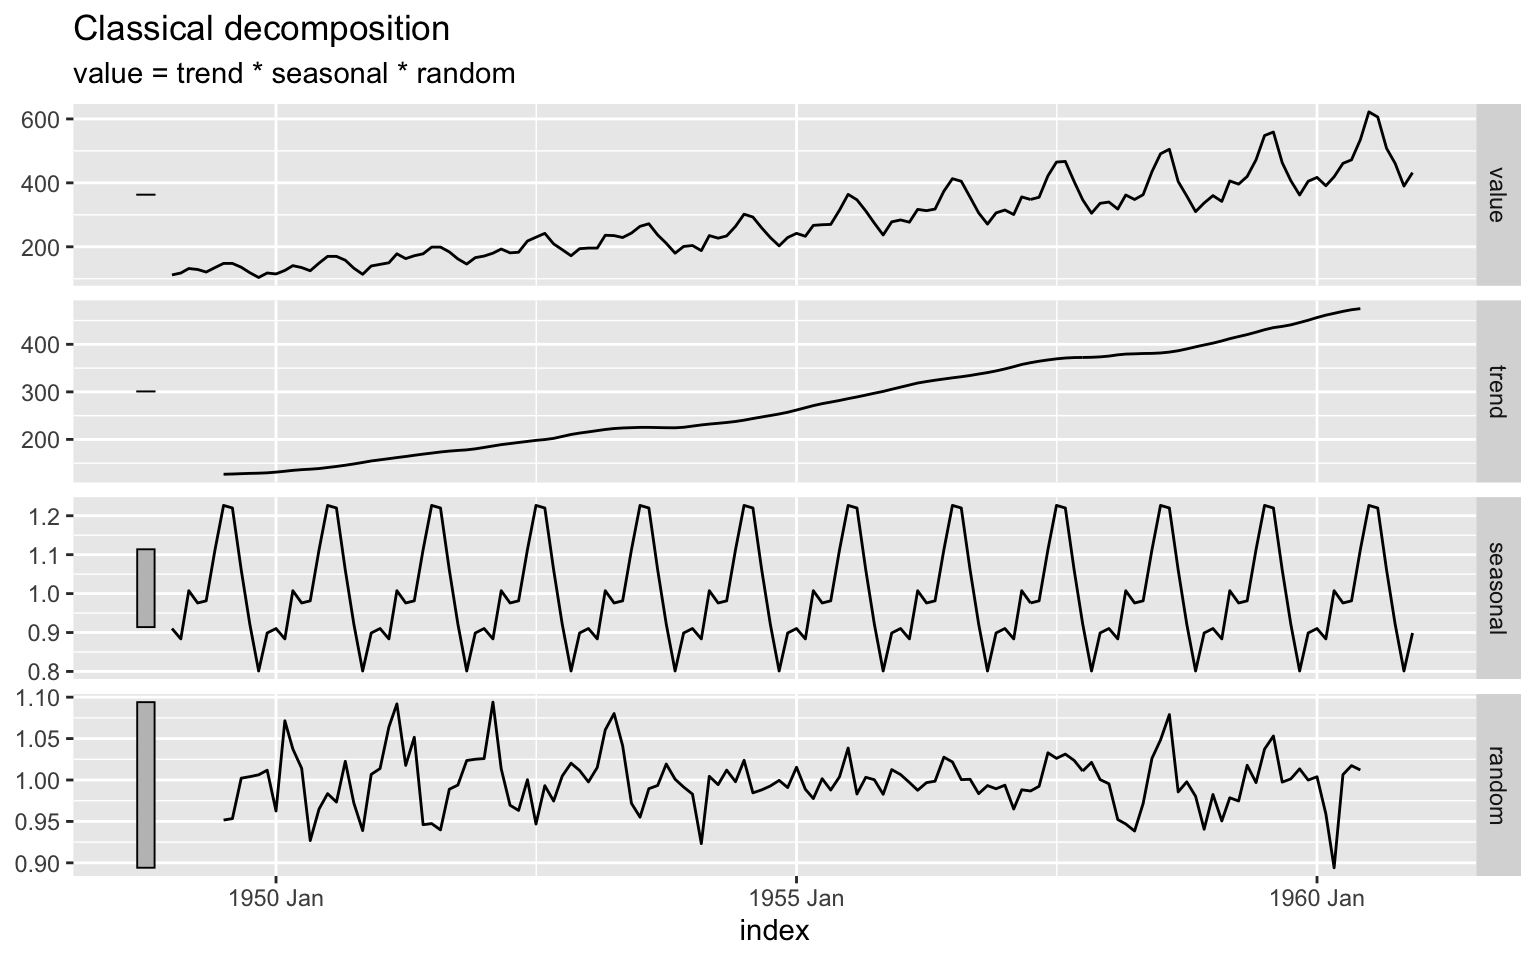 Classical decomposition
value = trend * seasonal * random
600
400
200
value
400
300
200
trend
1.2
1.1
1.0
0.9
0.8
seasonal
1.10
1.05
1.00
0.95
0.90
random
1950 Jan 1955 Jan 1960 Jan
index